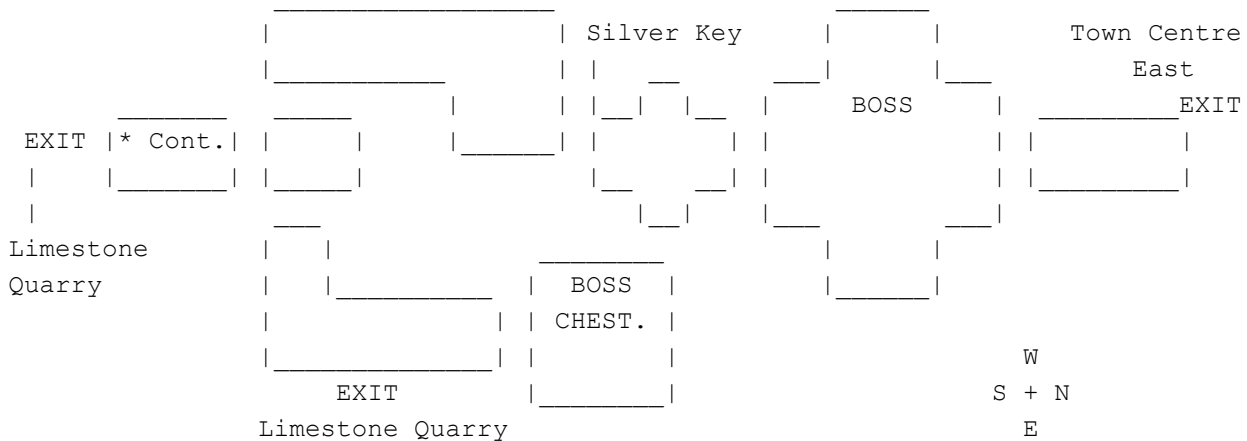 Silver Key Town Centre
East
BOSS EXIT
EXIT * Cont.
Limestone
Quarry BOSS
CHEST.
W
EXIT S + N
Limestone Quarry E